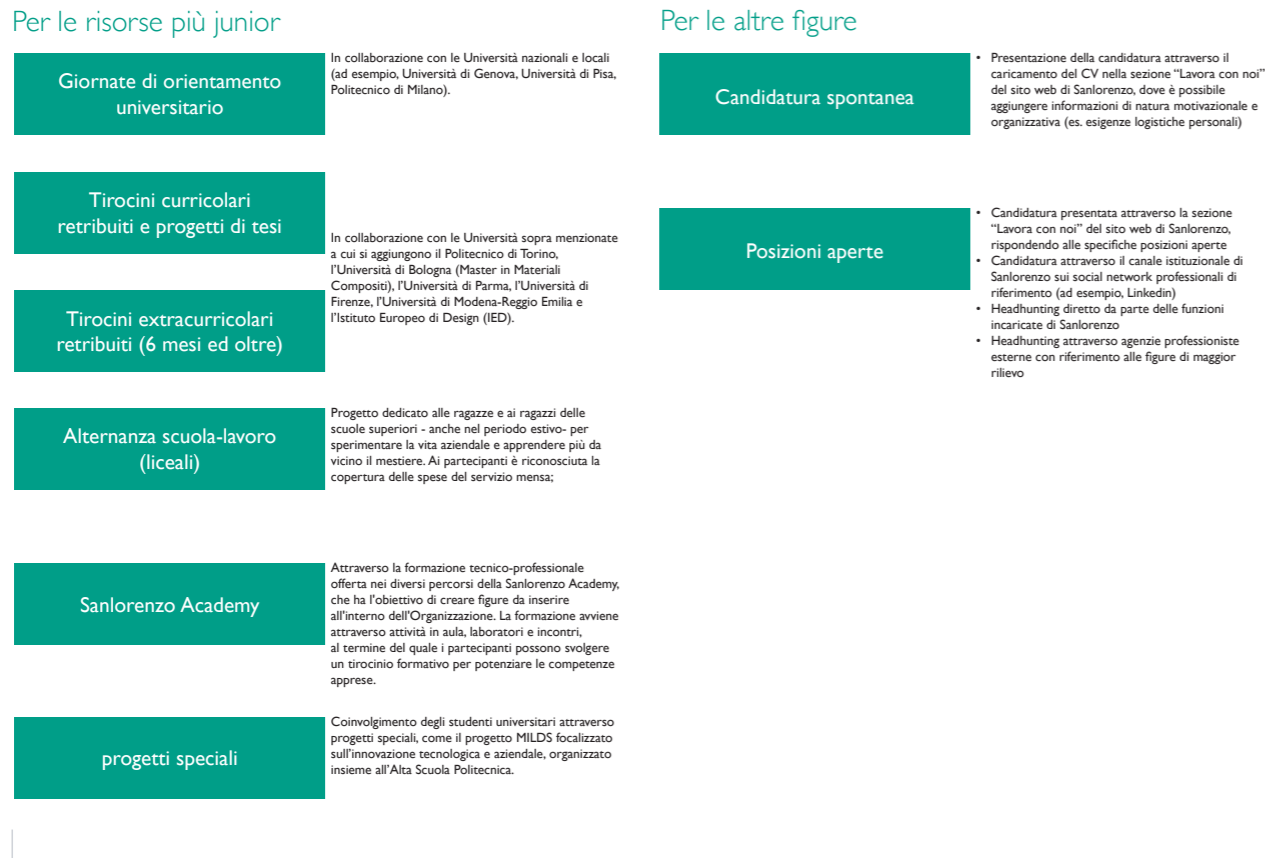 Per le risorse più junior
Giornate di orientamento
universitario
In collaborazione con le Università nazionali e locali
(ad esempio, Università di Genova, Università di Pisa,
Politecnico di Milano).
Tirocini curricolari
retribuiti e progetti di tesi
Tirocini extracurricolari
retribuiti (6 mesi ed oltre)
In collaborazione con le Università sopra menzionate
a cui si aggiungono il Politecnico di Torino,
l'Università di Bologna (Master in Materiali
Compositi), l'Università di Parma, l'Università di
Firenze, l'Università di Modena-Reggio Emilia e
l'Istituto Europeo di Design (IED).
Alternanza scuola-lavoro
(liceali)
Progetto dedicato alle ragazze e ai ragazzi delle
scuole superiori - anche nel periodo estivo- per
sperimentare la vita aziendale e apprendere più da
vicino il mestiere. Ai partecipanti è riconosciuta la
copertura delle spese del servizio mensa;
Sanlorenzo Academy
Attraverso la formazione tecnico-professionale
offerta nei diversi percorsi della Sanlorenzo Academy,
che ha l'obiettivo di creare figure da inserire
all'interno dell'Organizzazione. La formazione avviene
attraverso attività in aula, laboratori e incontri,
al termine del quale i partecipanti possono svolgere
un tirocinio formativo per potenziare le competenze
apprese.
progetti speciali
Coinvolgimento degli studenti universitari attraverso
progetti speciali, come il progetto MILDS focalizzato
sull'innovazione tecnologica e aziendale, organizzato
insieme all'Alta Scuola Politecnica.
Per le altre figure
Candidatura spontanea
• Presentazione della candidatura attraverso il
caricamento del CV nella sezione "Lavora con noi"
del sito web di Sanlorenzo, dove è possibile
aggiungere informazioni di natura motivazionale e
organizzativa (es. esigenze logistiche personali)
Posizioni aperte
• Candidatura presentata attraverso la sezione
"Lavora con noi" del sito web di Sanlorenzo,
rispondendo alle specifiche posizioni aperte
• Candidatura attraverso il canale istituzionale di
Sanlorenzo sui social network professionali di
riferimento (ad esempio, Linkedin)
• Headhunting diretto da parte delle funzioni
incaricate di Sanlorenzo
• Headhunting attraverso agenzie professioniste
esterne con riferimento alle figure di maggior
rilievo